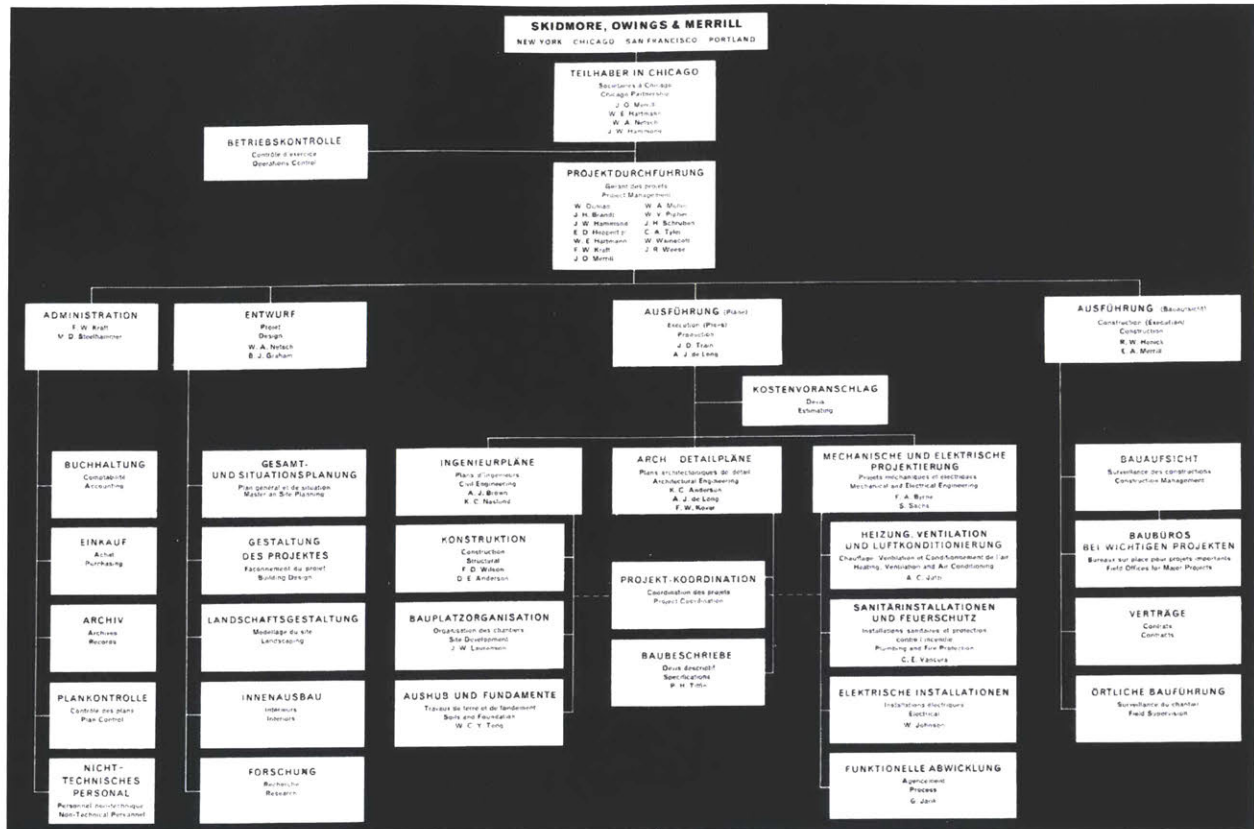 SKIDMORE, OWINGS & MERRILL
NEW YORK CHICAGO SAN FRANCISCO PORTLAND
TEILHABER IN CHICAGO
Sociétaires à Chicago
Chicago Partnership
J. O. Merrill
W. E. Hartmann
W. A. Netsch
J. W. Hammond
BETRIEBSKONTROLLE
Contrôle d'exercice
Operations Control
PROJEKTDURCHFÜHRUNG
Gérant des projets
Project Management
W. Dunlap
J. H. Brandt
J. W. Hammond
E. D.
W. E. Hartmann
F. W. Kraft
J. O. Merrill
W. A.
W. V.
J. H. Schruben
C. A.
W.
J. R. Weese
ADMINISTRATION
F. W. Kraft
M. D.
ENTWURF
Projet
Design
W. A. Netsch
B. J. Graham
AUSFÜHRUNG (Pläne)
Exécution (Plans)
Production
J. D. Train
A. J. de Long
AUSFÜHRUNG (Bauaufsicht)
Construction (Exécution)
Construction
R. W.
E. A. Merrill
KOSTENVORANSCHLAG
Devis
Estimating
BUCHHALTUNG
Comptabilité
Accounting
EINKAUF
Achat
Purchasing
ARCHIV
Archives
Records
PLANKONTROLLE
Contrôle des plans
Plan Control
NICHT-
TECHNISCHES
PERSONAL
Personnel non-technique
Non-Technical Personnel
GESAMT-
UND SITUATIONSPLANUNG
Plan général et de situation
Master an Site Planning
GESTALTUNG
DES PROJEKTES
Façonnement du projet
Building Design
LANDSCHAFTSGESTALTUNG
Modelage du site
Landscaping
INNENAUSBAU
Intérieurs
Interiors
FORSCHUNG
Recherche
Research
INGENIEURPLÄNE
Plans d'ingénieurs
Civil Engineering
A. J. Brown
K. C. Naslund
KONSTRUKTION
Construction
Structural
F. D. Wilson
D. E. Anderson
BAUPLATZORGANISATION
Organisation des chantiers
Site Development
J. W.
AUSHUB UND FUNDAMENTE
Travaux de terre et de fondement
Soils and Foundation
W. C. Y. Tong
ARCH DETAILPLÄNE
Plans architectoniques de détail
Architectural Engineering
K. C. Anderson
A. J. de Long
F. W.
PROJEKT-KOORDINATION
Coordination des projets
Project Coordination
BAUBESCHRIEBE
Devis descriptif
Specifications
P. H.
MECHANISCHE UND ELEKTRISCHE
PROJEKTIERUNG
Projets méchaniques et électriques
Mechanical and Electrical Engineering
F. A. Byrne
S. Sachs
HEIZUNG, VENTILATION
UND LUFTKONDITIONIERUNG
Chauffage, Ventilation et Conditionnement de l'air
Heating, Ventilation and Air Conditioning
A. C.
SANITÄRINSTALLATIONEN
UND FEUERSCHUTZ
Installations sanitaires et protection
contre l'incendie
Plumbing and Fire Protection
C. E. Vancura
ELEKTRISCHE INSTALLATIONEN
Installations électriques
Electrical
W. Johnson
FUNKTIONELLE ABWICKLUNG
Agencement
Process
G.
BAUAUFSICHT
Surveillance des constructions
Construction Management
BAUBÜROS
BEI WICHTIGEN PROJEKTEN
Bureaux sur place pour projets importants
Field Offices for Major Projects
VERTRÄGE
Contrats
Contracts
ÖRTLICHE BAUFÜHRUNG
Surveillance du chantier
Field Supervision